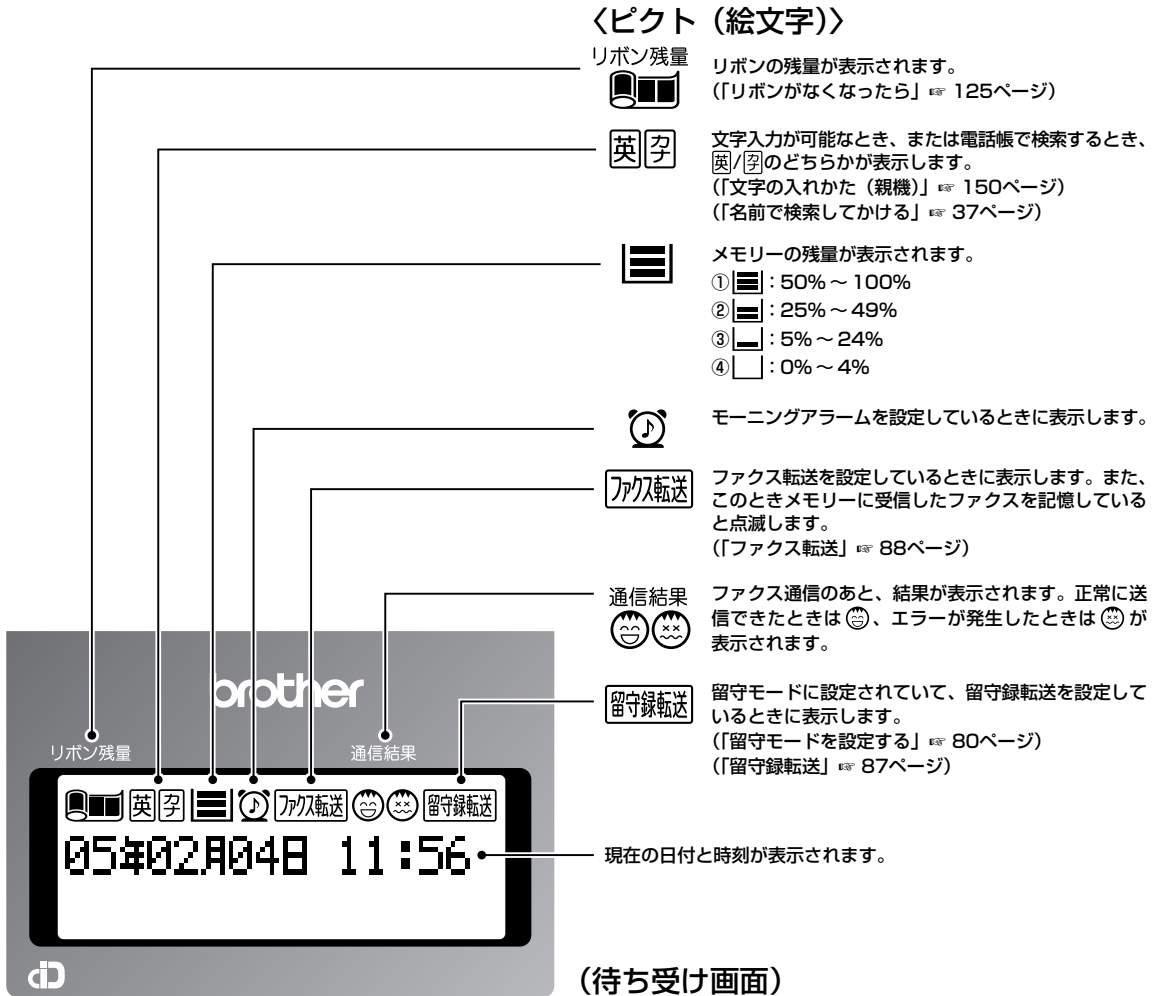 〈ピクト（絵文字）〉
リボン残量
リボンの残量が表示されます。
（「リボンがなくなったら」☞ 125ページ）
英 カナ
文字入力が可能なとき、または電話帳で検索するとき、
英/カナのどちらかが表示します。
（「文字の入れかた（親機）」☞ 150ページ）
（「名前で検索してかける」☞ 37ページ）
メモリーの残量が表示されます。
①：50%～100%
②：25%～49%
③：5%～24%
④：0%～4%
モーニングアラームを設定しているときに表示します。
ファクス転送
ファクス転送を設定しているときに表示します。また、
このときメモリーに受信したファクスを記憶している
と点滅します。
（「ファクス転送」☞ 88ページ）
通信結果
ファクス通信のあと、結果が表示されます。正常に送
信できたときは、エラーが発生したときはが
表示されます。
留守録転送
留守モードに設定されていて、留守録転送を設定して
いるときに表示します。
（「留守モードを設定する」☞ 80ページ）
（「留守録転送」☞ 87ページ）
現在の日付と時刻が表示されます。
brother
リボン残量 通信結果
英 カナ ファクス転送 留守録転送
05年02月04日 11:56
（待ち受け画面）